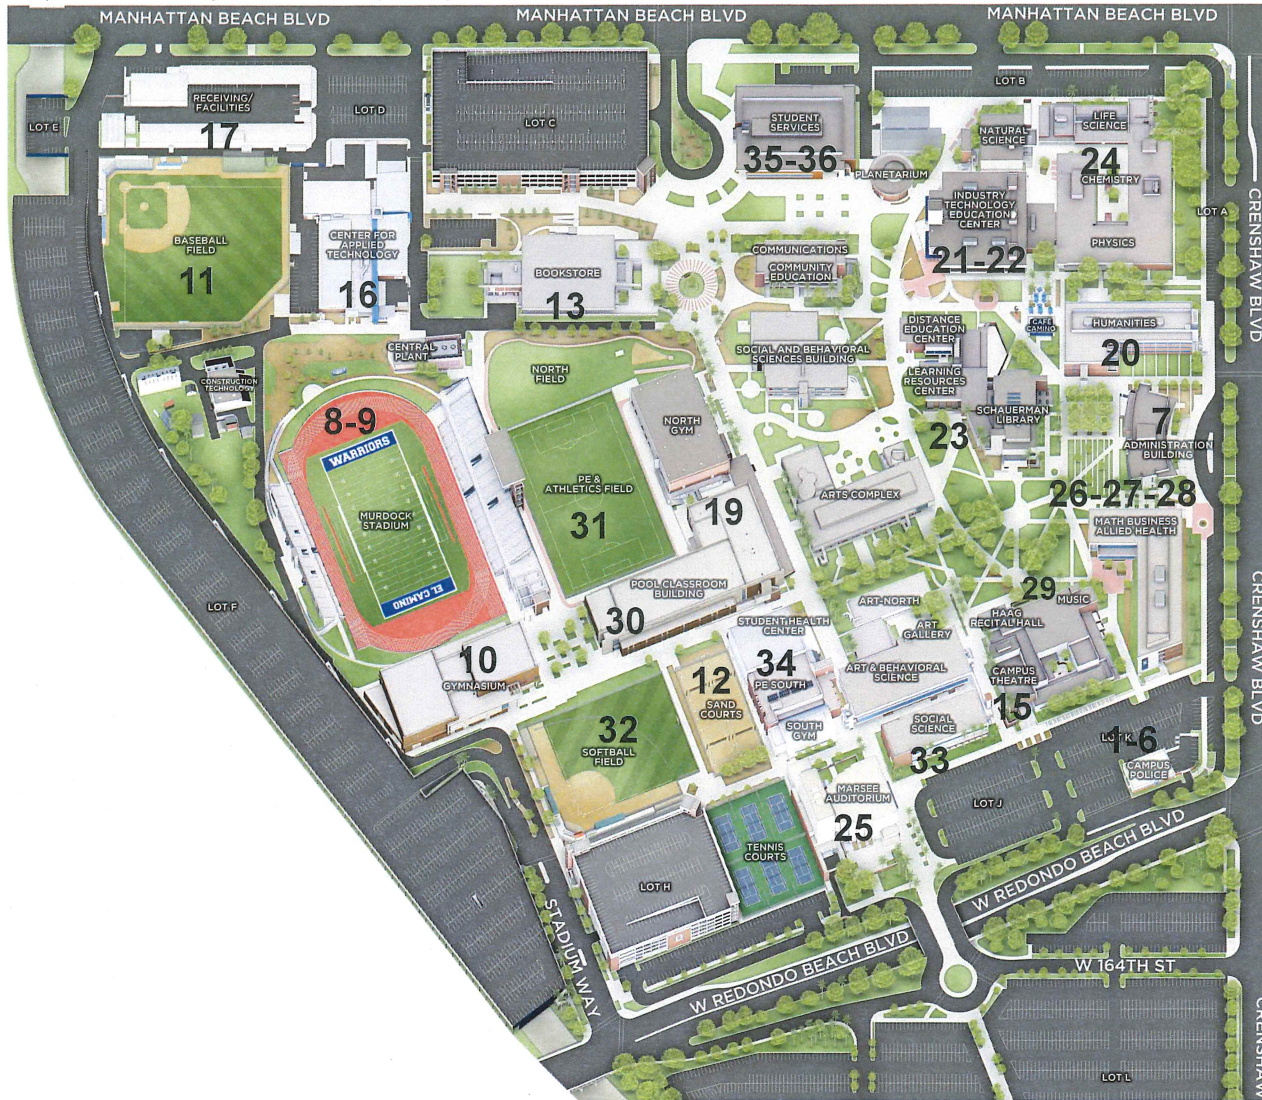 MANHATTAN BEACH BLVD
MANHATTAN BEACH BLVD
MANHATTAN BEACH BLVD
RECEIVING/
FACILITIES
17
LOT E
LOT D
LOT C
STUDENT
SERVICES
35-36
PLANETARIUM
LOT B
NATURAL
SCIENCE
LIFE
SCIENCE
24
CHEMISTRY
PHYSICS
LOT A
CRENSHAW BLVD
INDUSTRY
TECHNOLOGY
EDUCATION
CENTER
21-22
BASEBALL
FIELD
11
CENTER FOR
APPLIED
TECHNOLOGY
16
BOOKSTORE
13
COMMUNICATIONS
COMMUNITY
EDUCATION
CAFE
CAMINO
HUMANITIES
20
DISTANCE
EDUCATION
CENTER
LEARNING
RESOURCES
CENTER
SCHAUERMAN
LIBRARY
23
SOCIAL AND BEHAVIORAL
SCIENCES BUILDING
CENTRAL
PLANT
CONSTRUCTION
TECHNOLOGY
NORTH
FIELD
NORTH
GYM
8-9
WARRIORS
MURDOCK
STADIUM
EL CAMINO
PE &
ATHLETICS FIELD
31
19
ARTS COMPLEX
7
ADMINISTRATION
BUILDING
26-27-28
MATH BUSINESS
ALLIED HEALTH
LOT F
POOL CLASSROOM
BUILDING
30
STUDENT HEALTH
CENTER
34
PE SOUTH
SOUTH
GYM
ART-NORTH
ART
GALLERY
ART & BEHAVIORAL
SCIENCE
29
MUSIC
HAAG
RECITAL HALL
CAMPUS
THEATRE
15
CRENSHAW BLVD
10
GYMNASIUM
12
SAND
COURTS
32
SOFTBALL
FIELD
SOCIAL
SCIENCE
33
LOT K
1-6
CAMPUS
POLICE
LOT J
MARSEE
AUDITORIUM
25
TENNIS
COURTS
LOT H
STADIUM WAY
W REDONDO BEACH BLVD
W REDONDO BEACH BLVD
W 164TH ST
CRENSHAW
LOT L